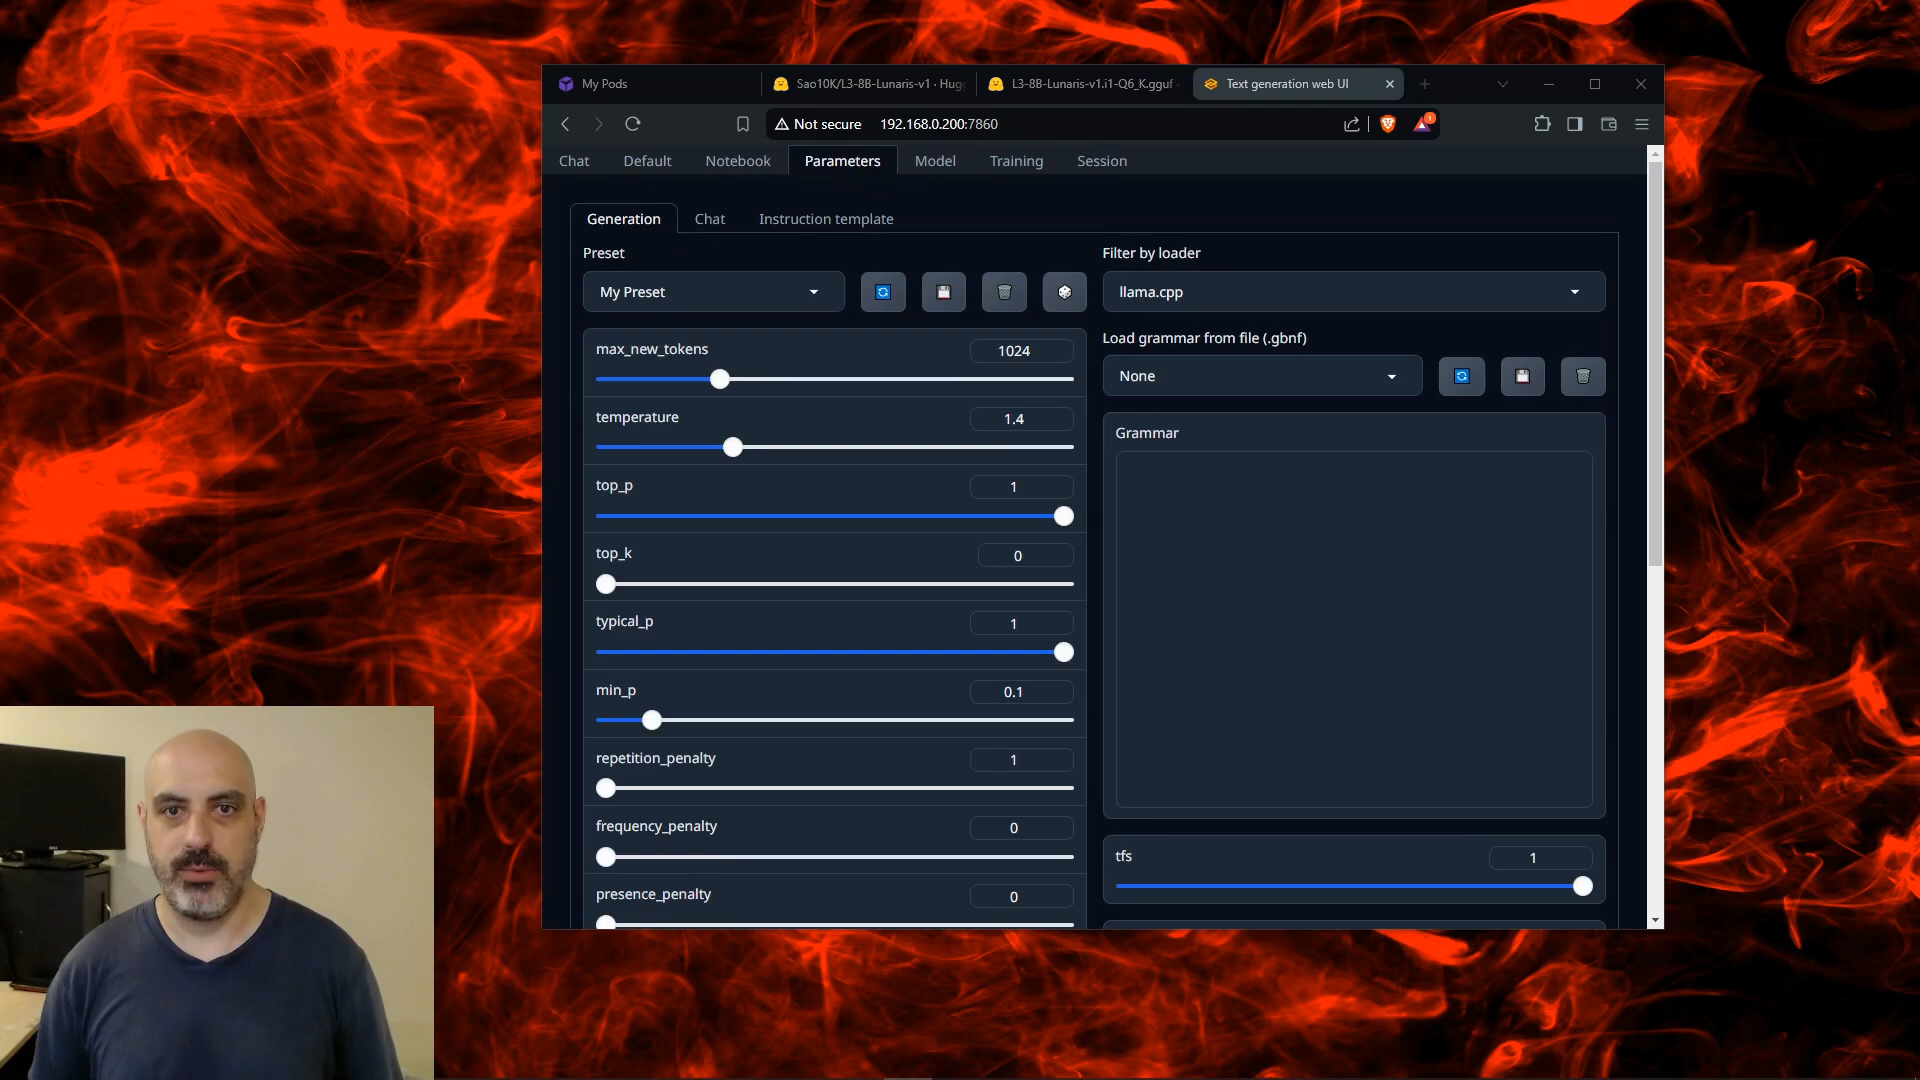 My Pods
Sao10K/L3-8B-Lunaris-v1 · Hugg
L3-8B-Lunaris-v1.i1-Q6_K.gguf
Text generation web UI
Not secure 192.168.0.200:7860
1
Chat Default Notebook Parameters Model Training Session
Generation Chat Instruction template
Preset
My Preset
Filter by loader
llama.cpp
Load grammar from file (.gbnf)
None
Grammar
max_new_tokens 1024
temperature 1.4
top_p 1
top_k 0
typical_p 1
min_p 0.1
repetition_penalty 1
frequency_penalty 0
presence_penalty 0
tfs 1